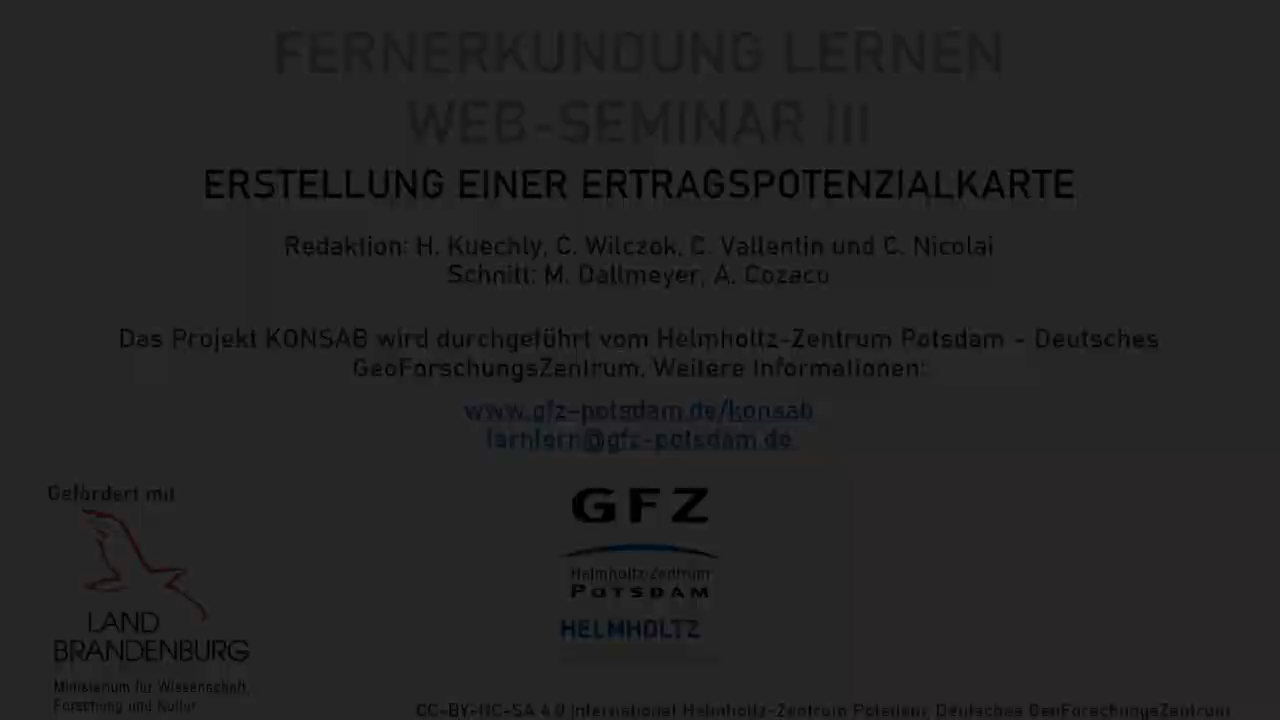 FERNERKUNDUNG LERNEN
WEB-SEMINAR III
ERSTELLUNG EINER ERTRAGSPOTENZIALKARTE
Redaktion: H. Kuechly, C. Wilczok, C. Vallentin und C. Nicolai
Schnitt: M. Dallmeyer, A. Cozacu
Das Projekt KONSAB wird durchgeführt vom Helmholtz-Zentrum Potsdam - Deutsches
GeoForschungsZentrum. Weitere Informationen:
www.gfz-potsdam.de/konsab
fernlern@gfz-potsdam.de
Gefördert mit
LAND
BRANDENBURG
Ministerium für Wissenschaft,
Forschung und Kultur
GFZ
Helmholtz-Zentrum
POTSDAM
HELMHOLTZ
CC-BY-NC-SA 4.0 International Helmholtz-Zentrum Potsdam, Deutsches GeoForschungsZentrum